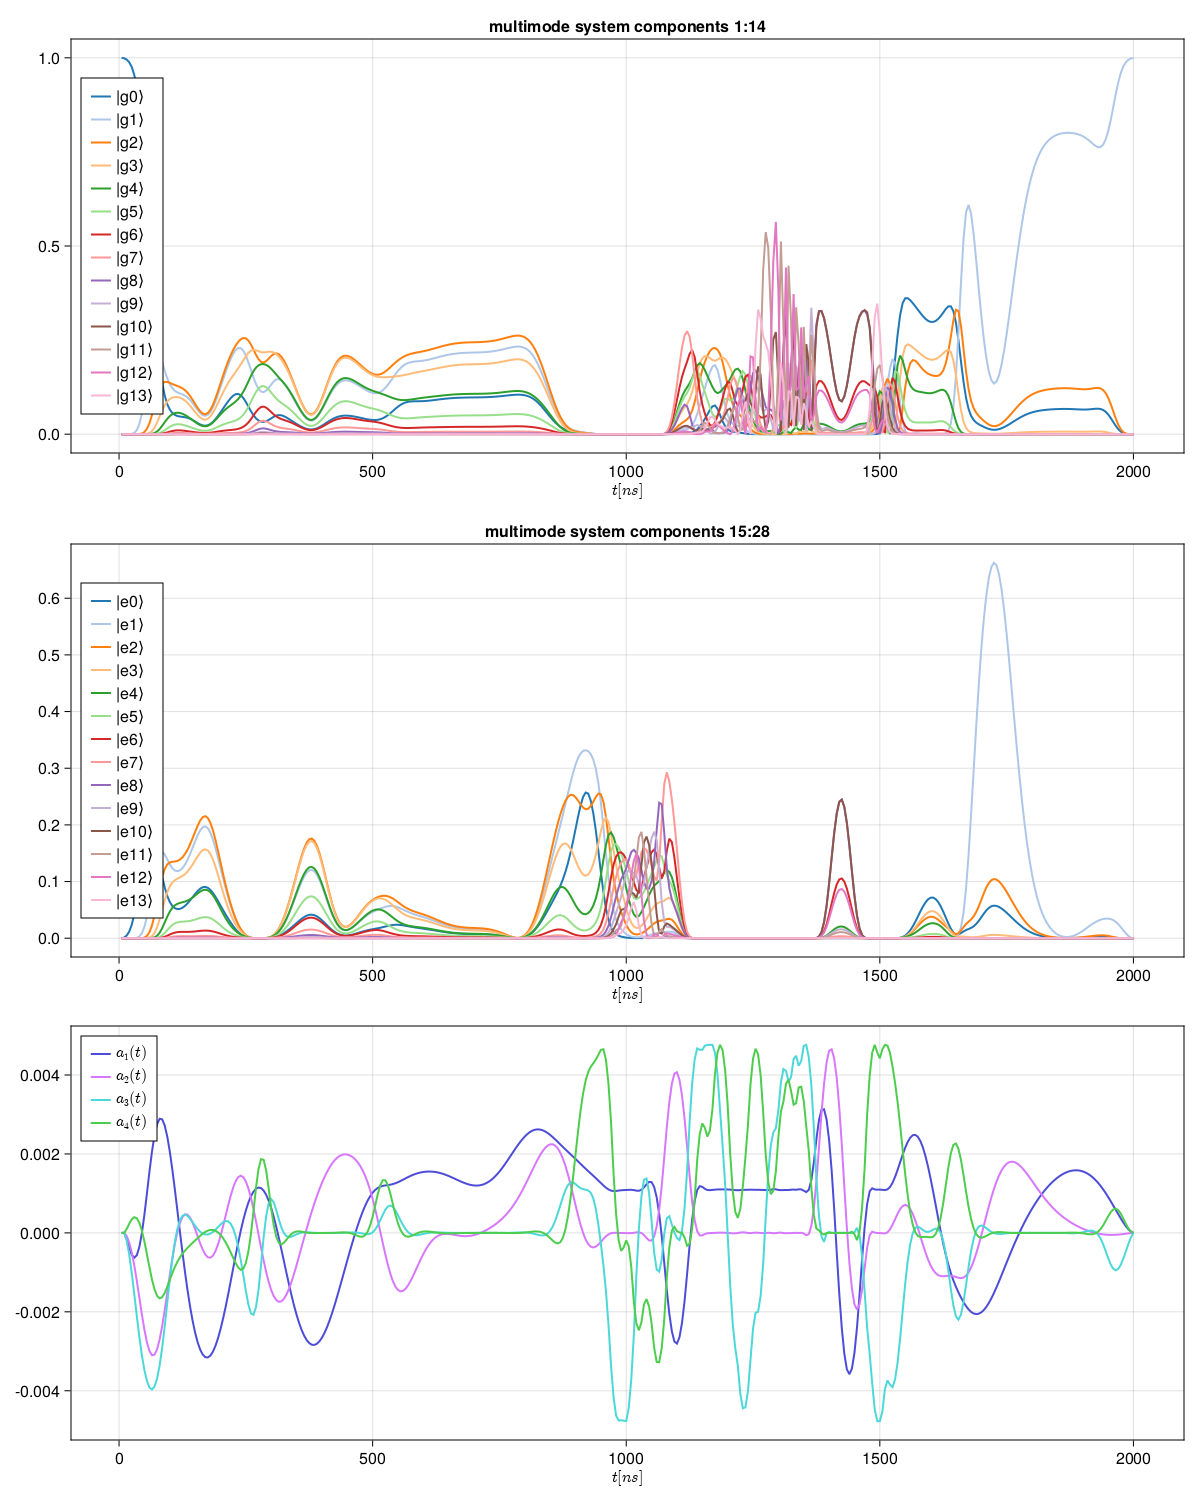 multimode system components 1:14
1.0
|g0⟩
|g1⟩
|g2⟩
|g3⟩
|g4⟩
0.5
|g5⟩
|g6⟩
|g7⟩
|g8⟩
|g9⟩
|g10⟩
|g11⟩
|g12⟩
|g13⟩
0.0
0 500 1000 1500 2000
t[ns]
multimode system components 15:28
0.6
|e0⟩
|e1⟩
|e2⟩
0.5
|e3⟩
|e4⟩
0.4
|e5⟩
|e6⟩
0.3
|e7⟩
|e8⟩
0.2
|e9⟩
|e10⟩
|e11⟩
0.1
|e12⟩
|e13⟩
0.0
0 500 1000 1500 2000
t[ns]
a₁(t)
0.004
a₂(t)
a₃(t)
a₄(t)
0.002
0.000
-0.002
-0.004
0 500 1000 1500 2000
t[ns]